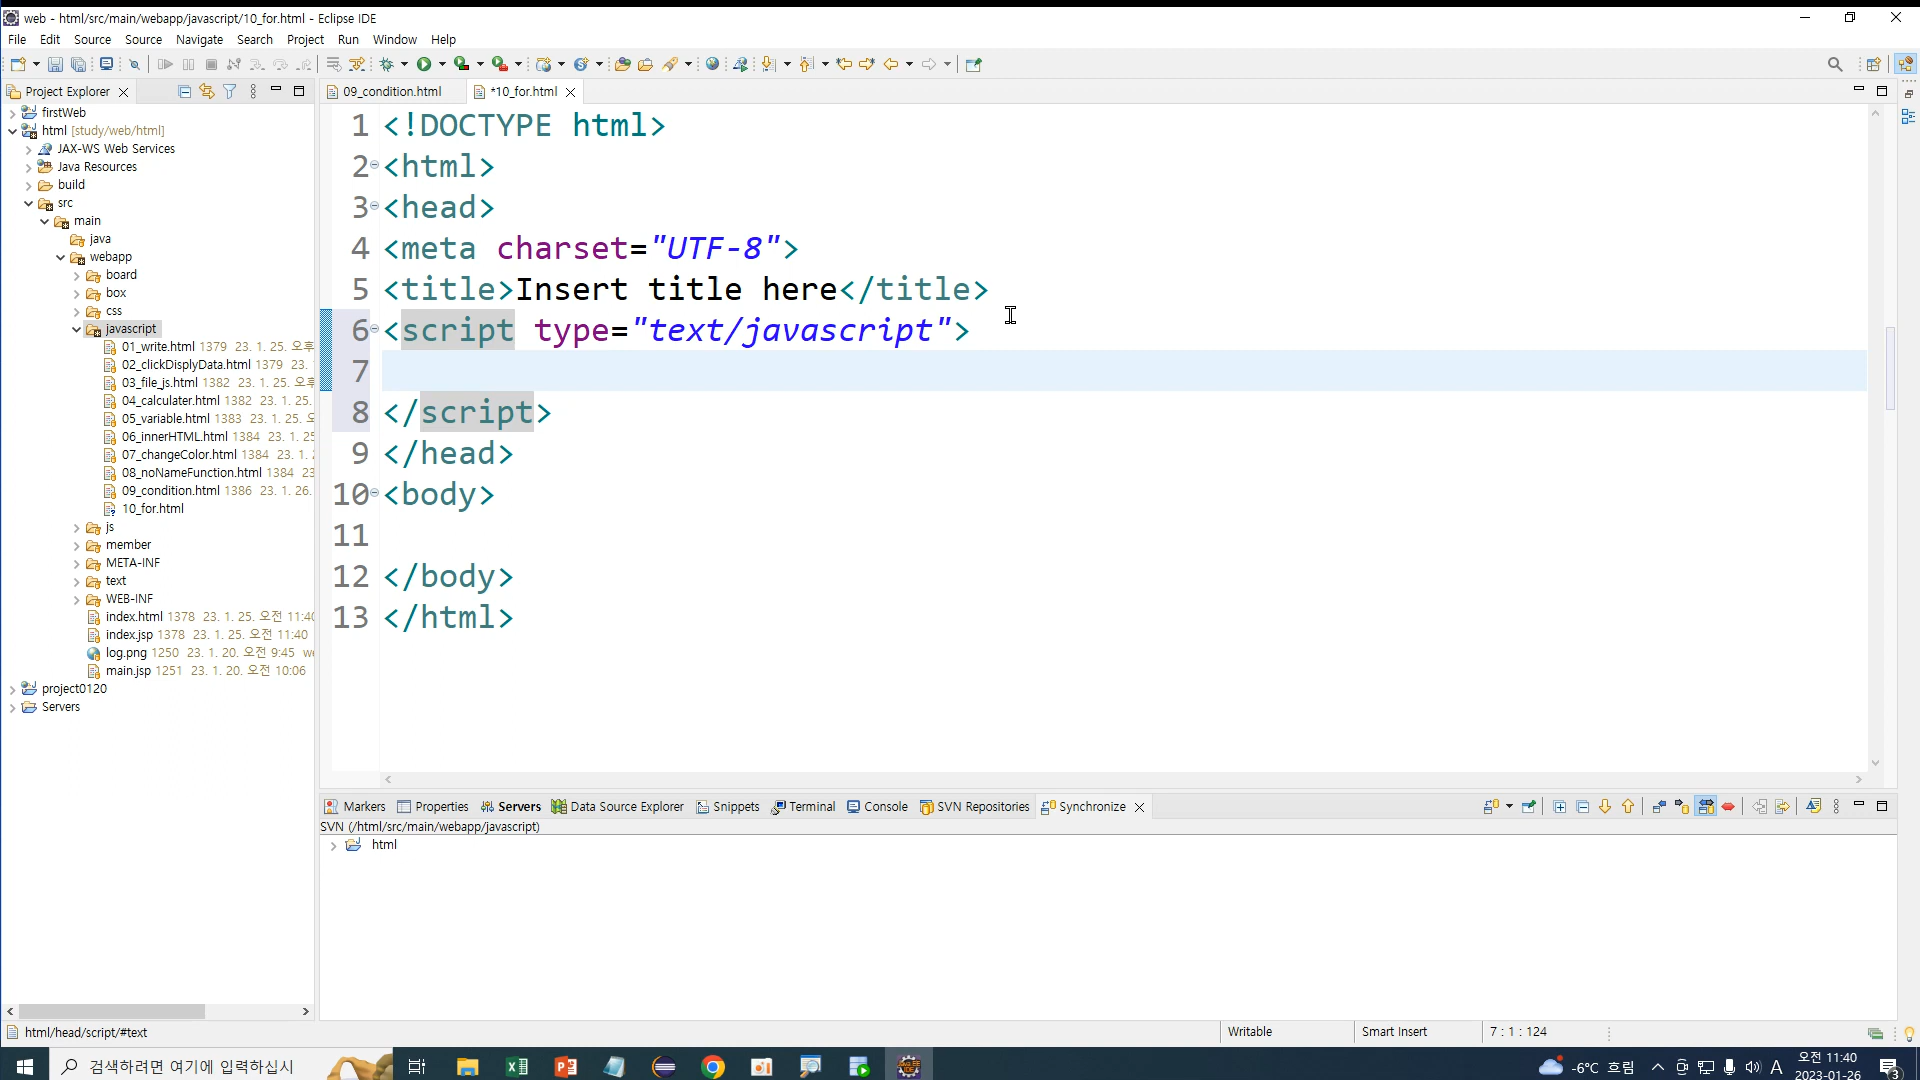 web - html/src/main/webapp/javascript/10_for.html - Eclipse IDE
File Edit Source Source Navigate Search Project Run Window Help
Project Explorer
09_condition.html
*10_for.html
firstWeb
html [study/web/html]
JAX-WS Web Services
Java Resources
build
src
main
java
webapp
board
box
css
javascript
01_write.html 1379 23. 1. 25. 오후
02_clickDisplyData.html 1379 23.
03_file_js.html 1382 23. 1. 25. 오후
04_calculater.html 1382 23. 1. 25.
05_variable.html 1383 23. 1. 25.
06_innerHTML.html 1384 23. 1. 25
07_changeColor.html 1384 23. 1.
08_noNameFunction.html 1384 23
09_condition.html 1386 23. 1. 26.
10_for.html
js
member
META-INF
text
WEB-INF
index.html 1378 23. 1. 25. 오전 11:40
index.jsp 1378 23. 1. 25. 오전 11:40
log.png 1250 23. 1. 20. 오전 9:45
main.jsp 1251 23. 1. 20. 오전 10:06
project0120
Servers
1 <!DOCTYPE html>
2 <html>
3 <head>
4 <meta charset="UTF-8">
5 <title>Insert title here</title>
6 <script type="text/javascript">
7
8 </script>
9 </head>
10 <body>
11
12 </body>
13 </html>
Markers Properties Servers Data Source Explorer Snippets Terminal Console SVN Repositories Synchronize
SVN (/html/src/main/webapp/javascript)
html
html/head/script/#text
Writable
Smart Insert
7 : 1 : 124
검색하려면 여기에 입력하십시
-6°C 흐림
A
오전 11:40
2023-01-26
3